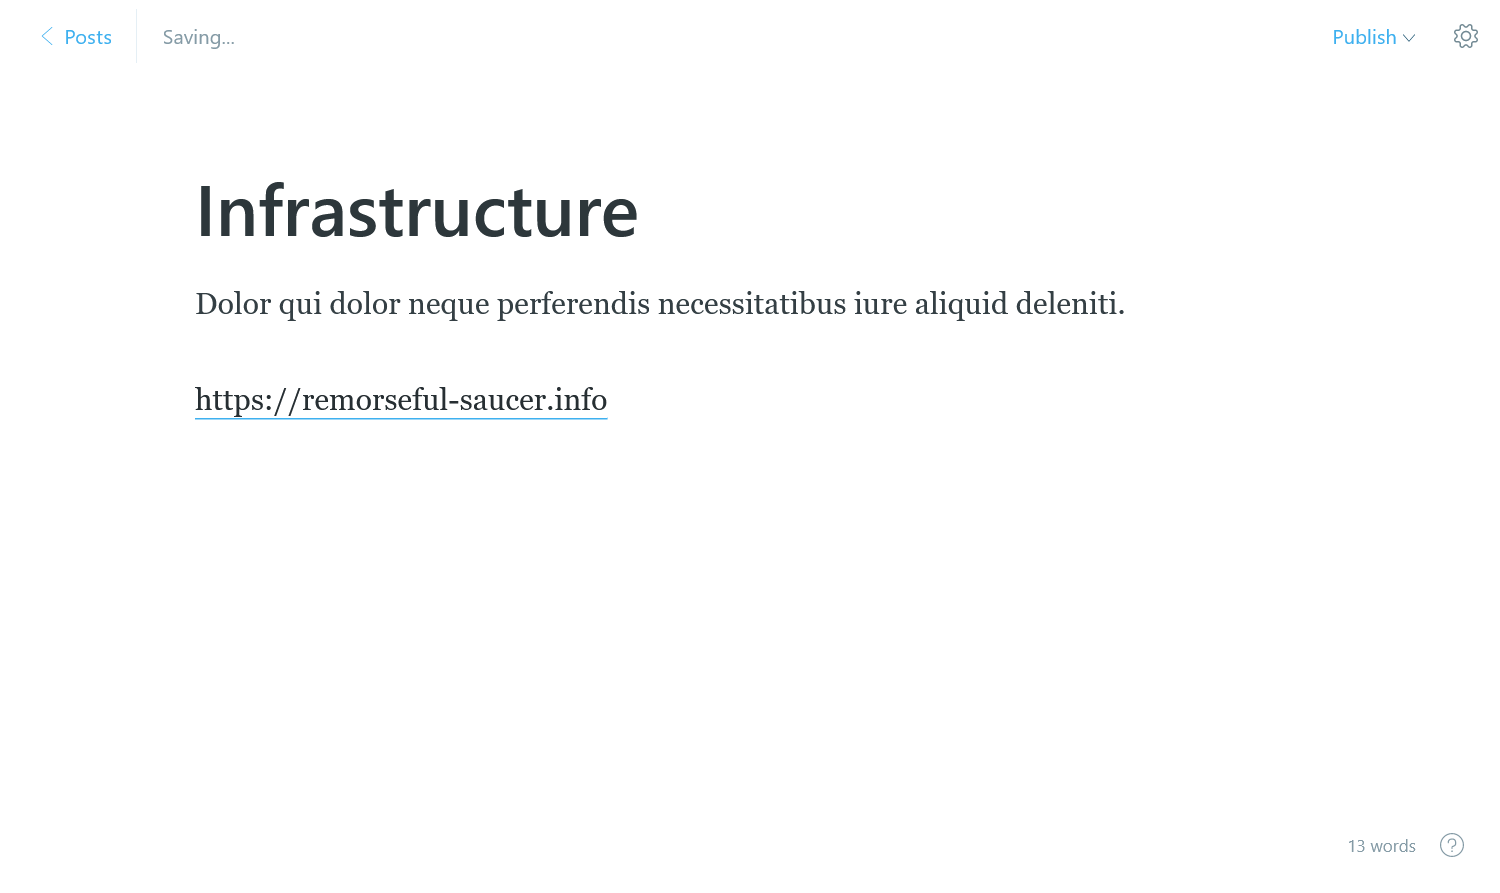 Posts
Saving...
Publish
Infrastructure
Dolor qui dolor neque perferendis necessitatibus iure aliquid deleniti.
https://remorseful-saucer.info
13 words
?